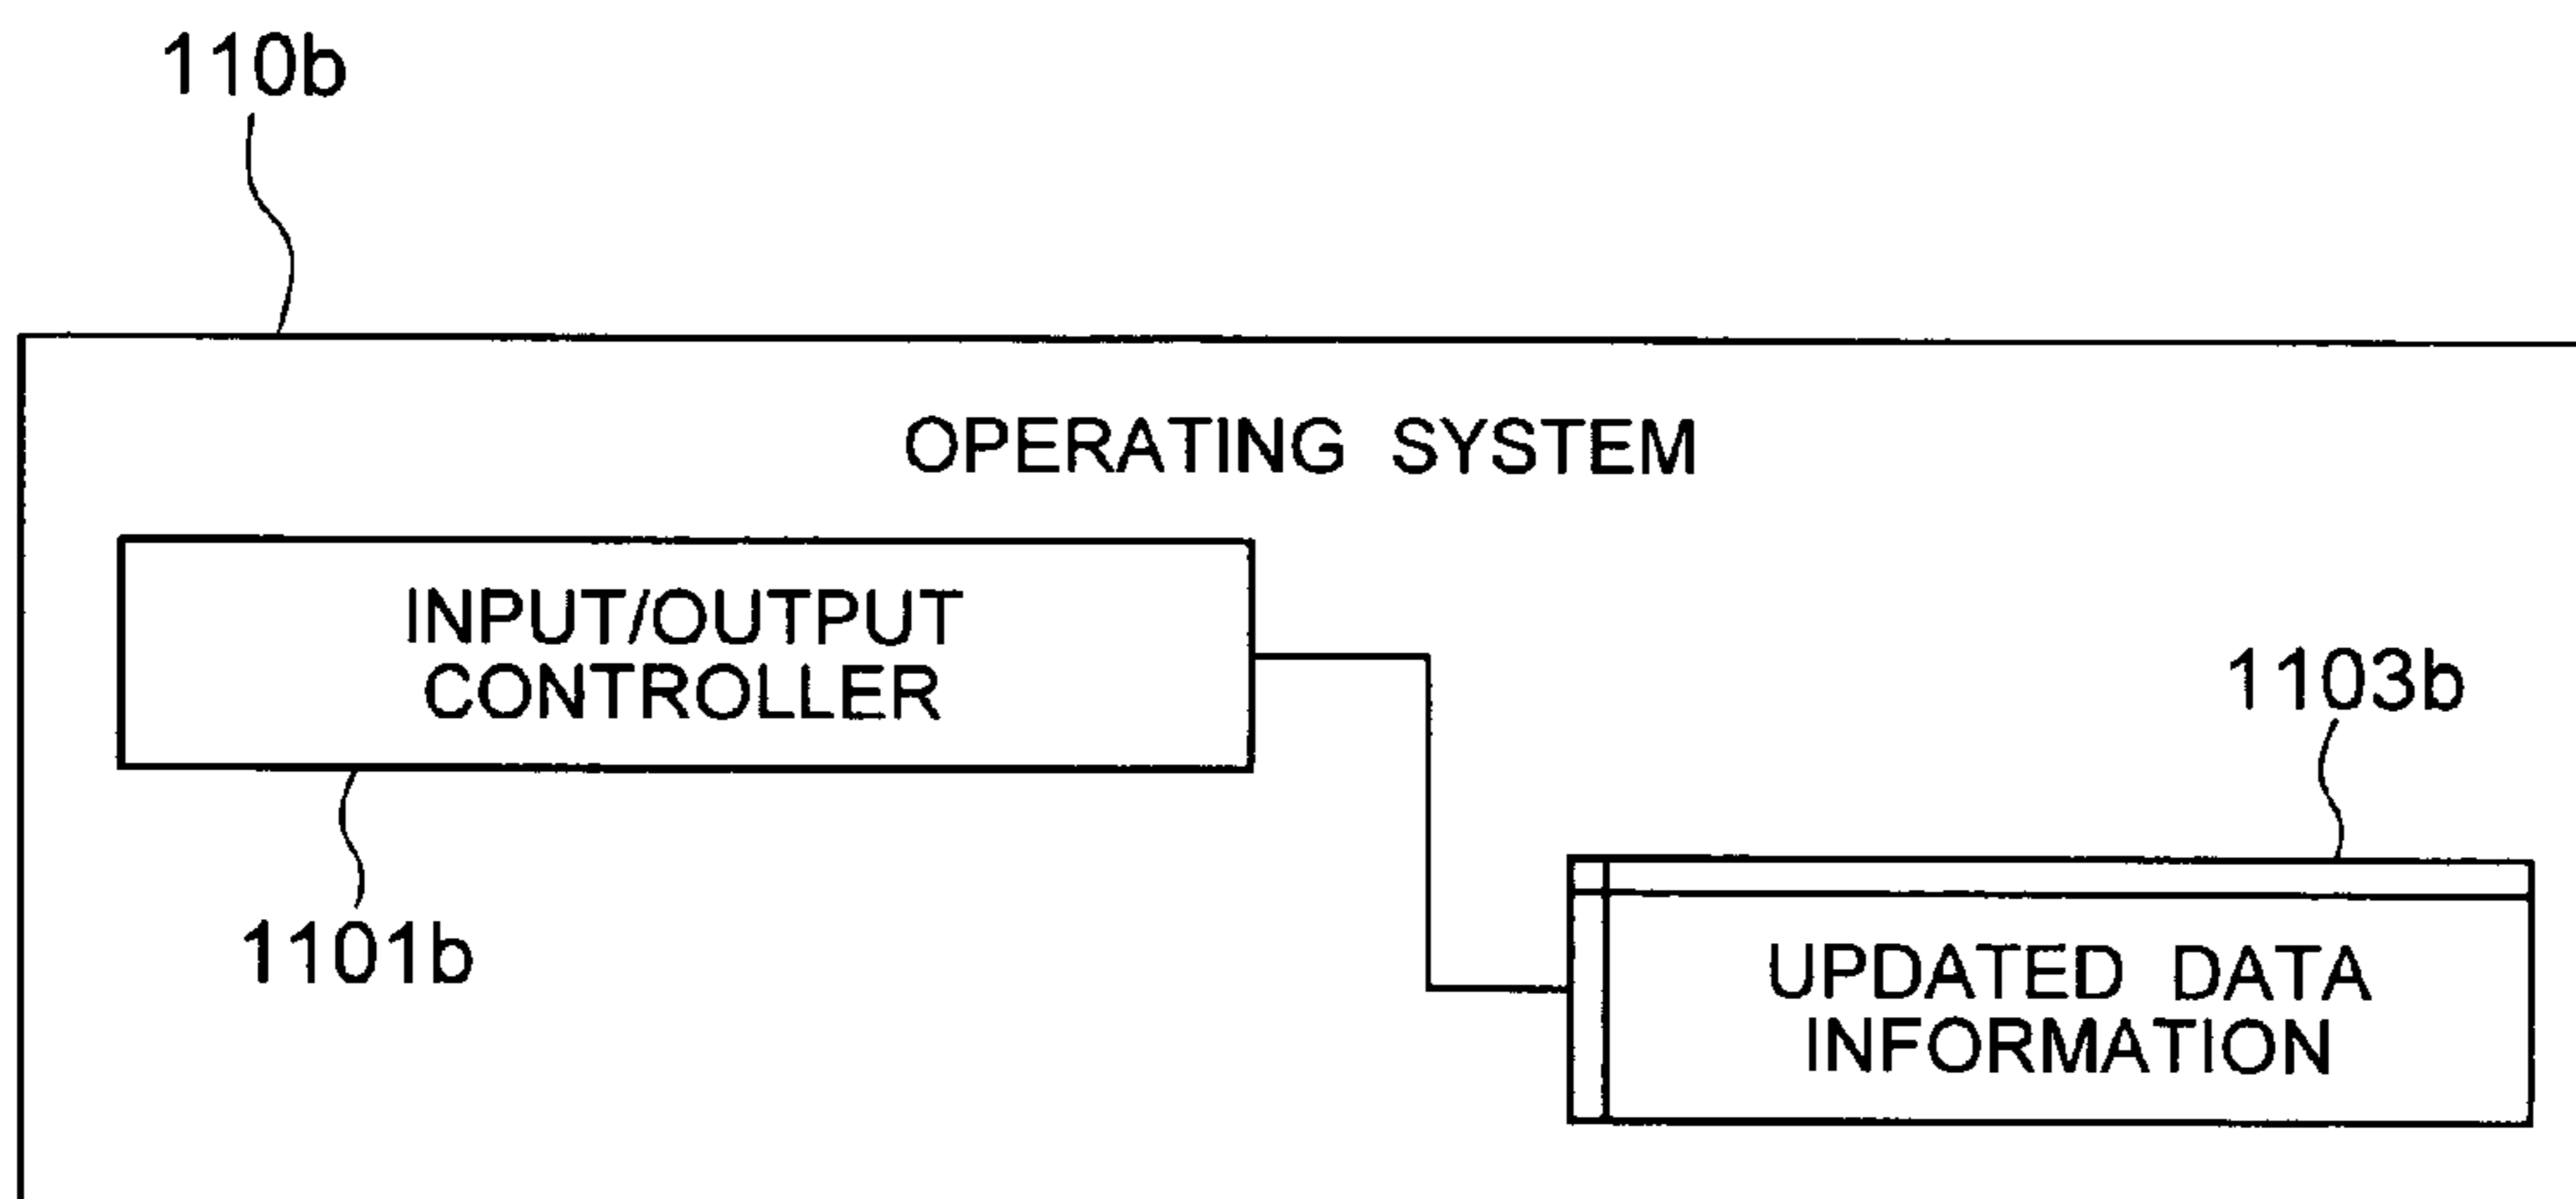 110b
OPERATING SYSTEM
INPUT/OUTPUT
CONTROLLER
1103b
1101b
UPDATED DATA
INFORMATION